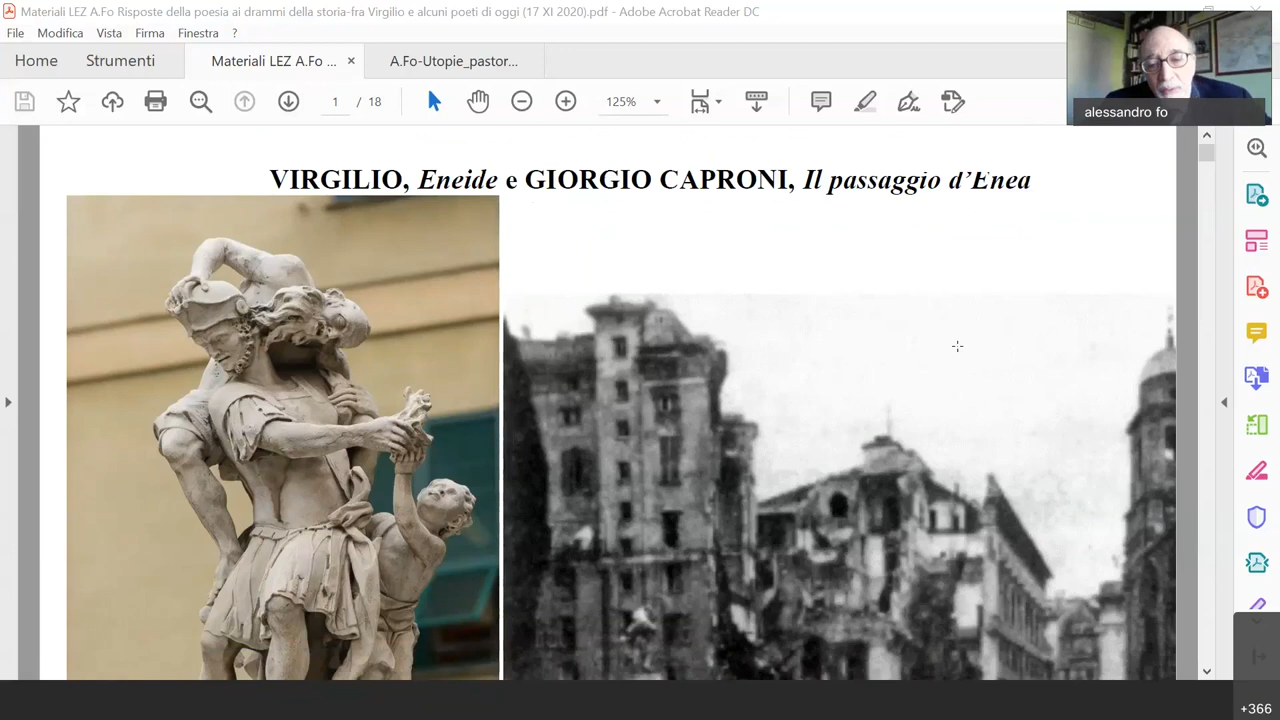 Materiali LEZ A.Fo Risposte della poesia ai drammi della storia-fra Virgilio e alcuni poeti di oggi (17 XI 2020).pdf - Adobe Acrobat Reader DC
File Modifica Vista Firma Finestra ?
Home Strumenti Materiali LEZ A.Fo ... × A.Fo-Utopie_pastor...
1 / 18 125%
alessandro fo
VIRGILIO, Eneide e GIORGIO CAPRONI, Il passaggio d’Enea
+366